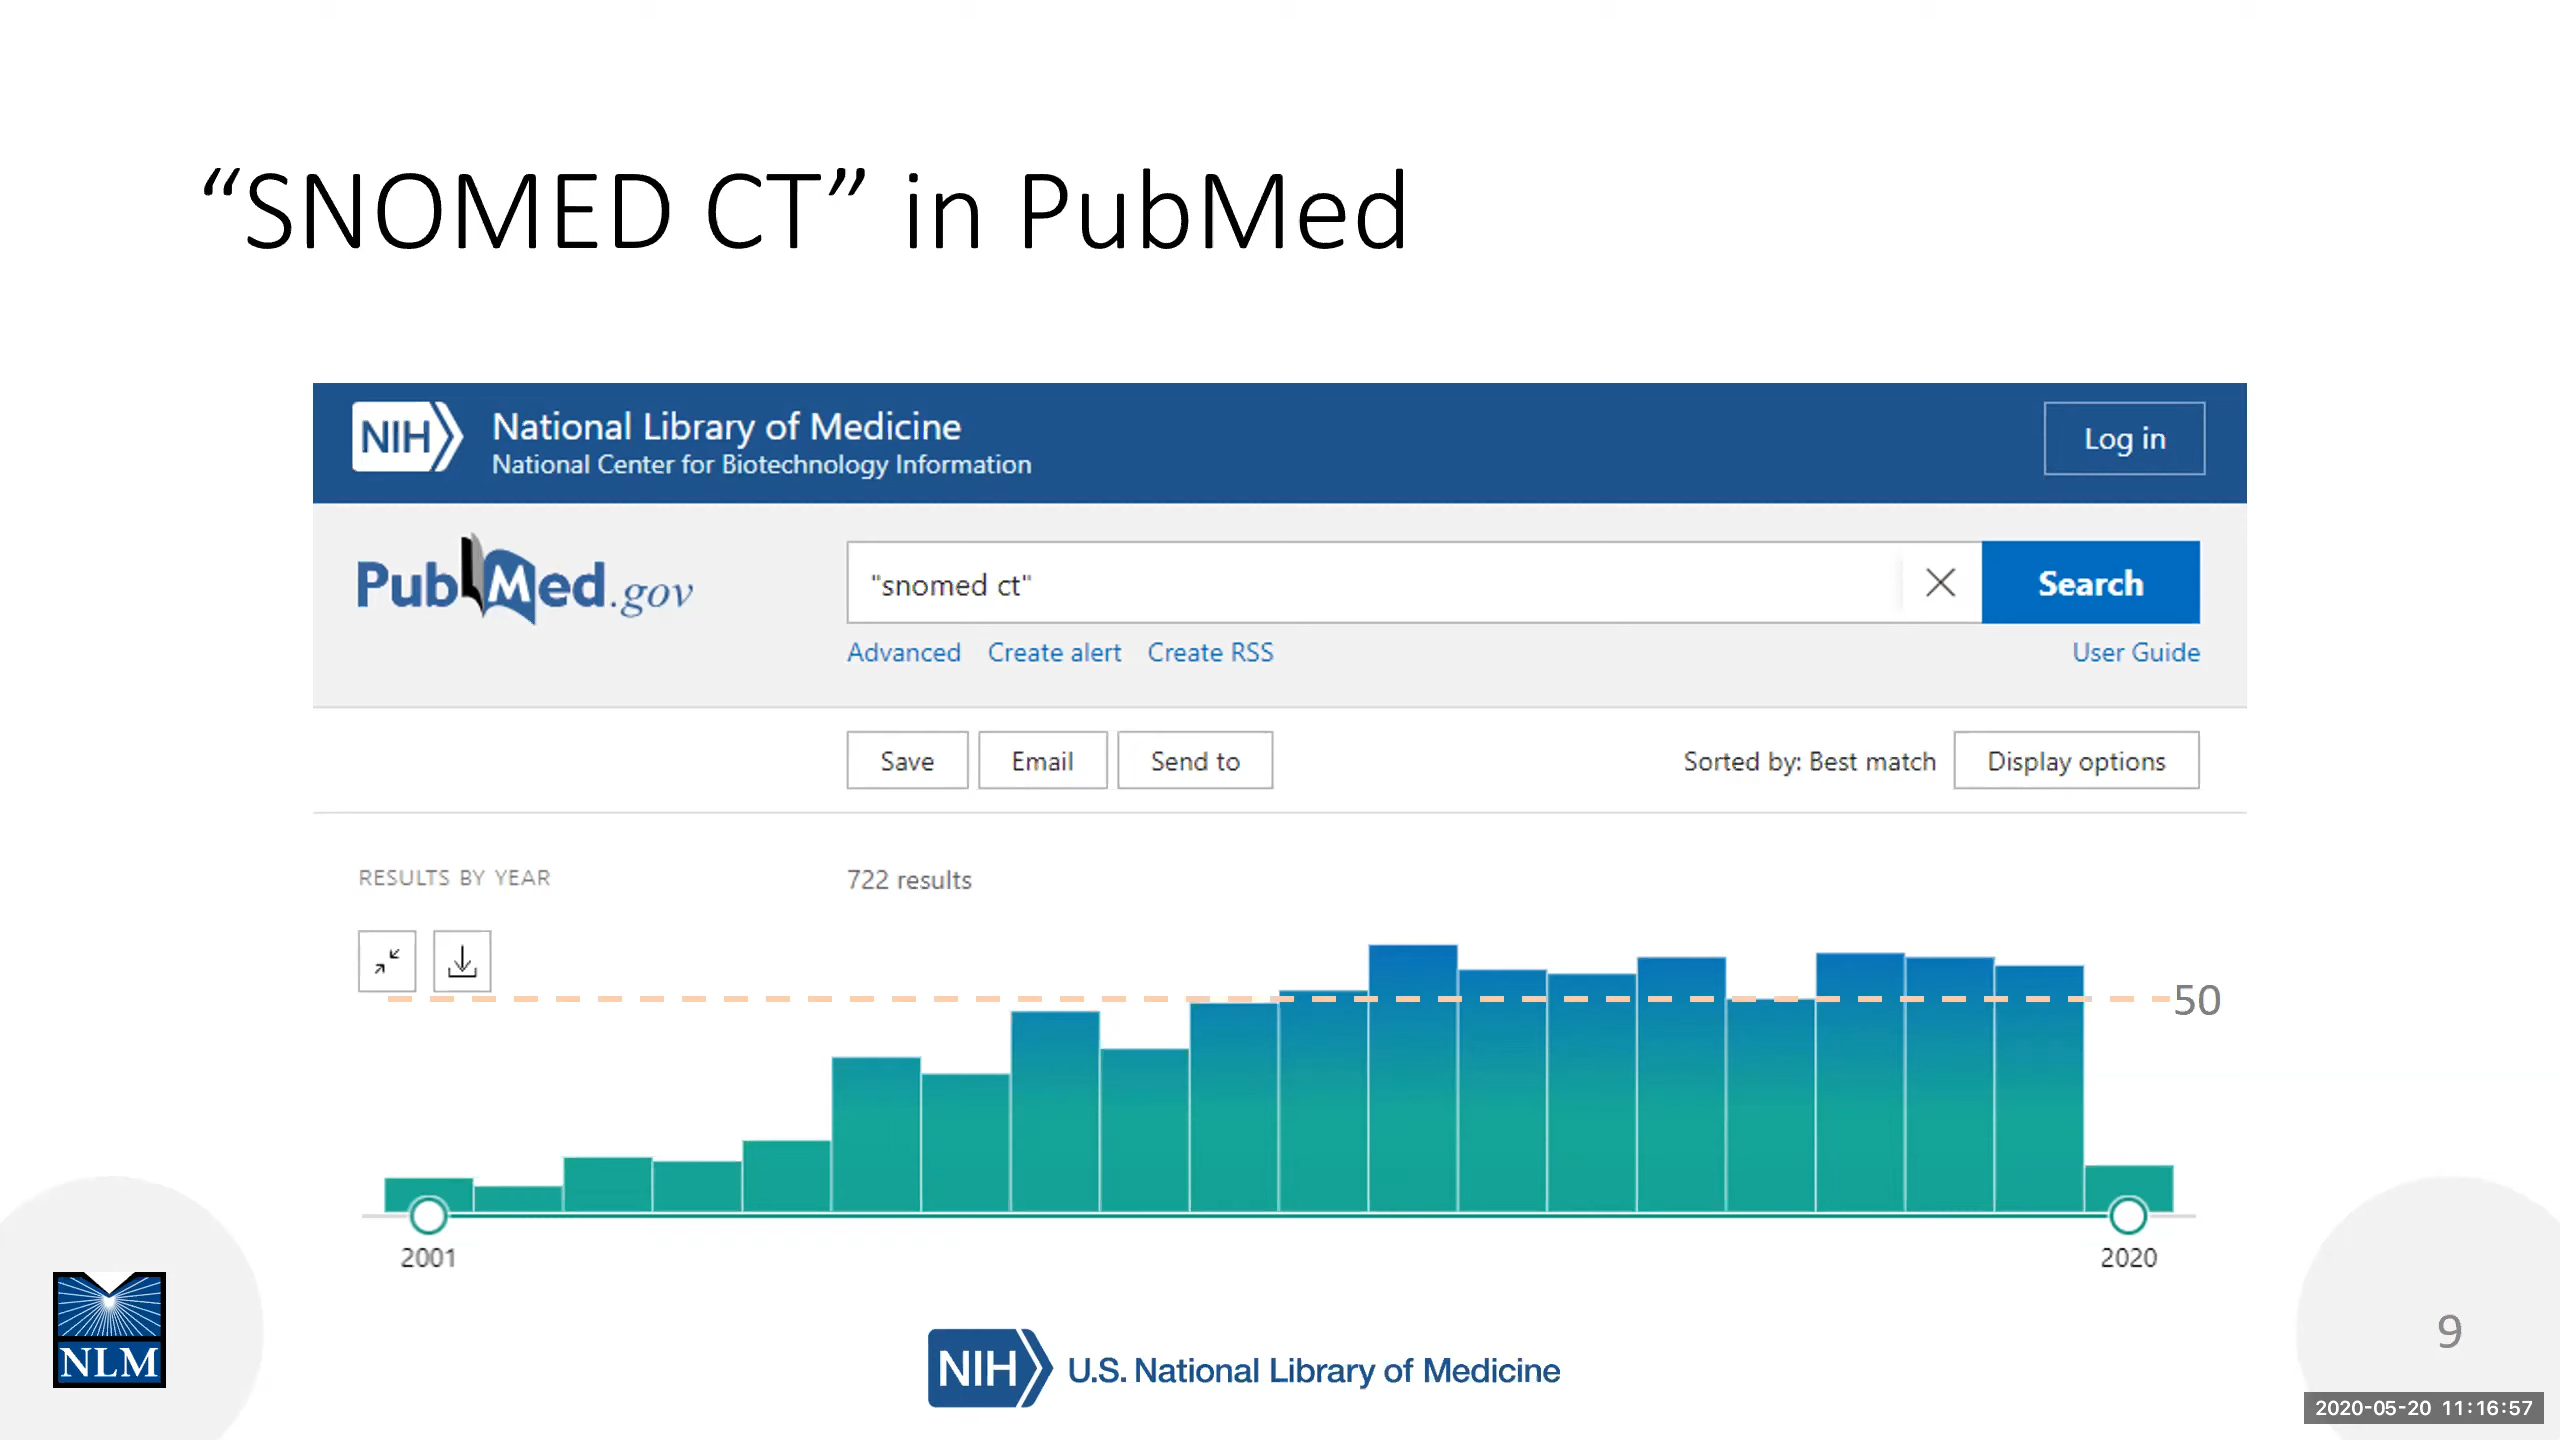 “SNOMED CT” in PubMed
NIH
National Library of Medicine
National Center for Biotechnology Information
Log in
PubMed.gov
"snomed ct"
Search
Advanced Create alert Create RSS
User Guide
Save Email Send to
Sorted by: Best match Display options
RESULTS BY YEAR
722 results
50
2001
2020
NLM
NIH U.S. National Library of Medicine
9
2020-05-20 11:16:57